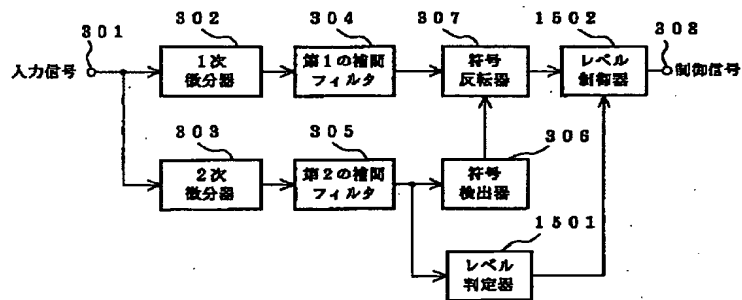 301
302
304
307
1502
308
入力信号
1次
微分器
第1の補間
フィルタ
符号
反転器
レベル
制御器
制御信号
303
305
306
2次
微分器
第2の補間
フィルタ
符号
検出器
1501
レベル
判定器